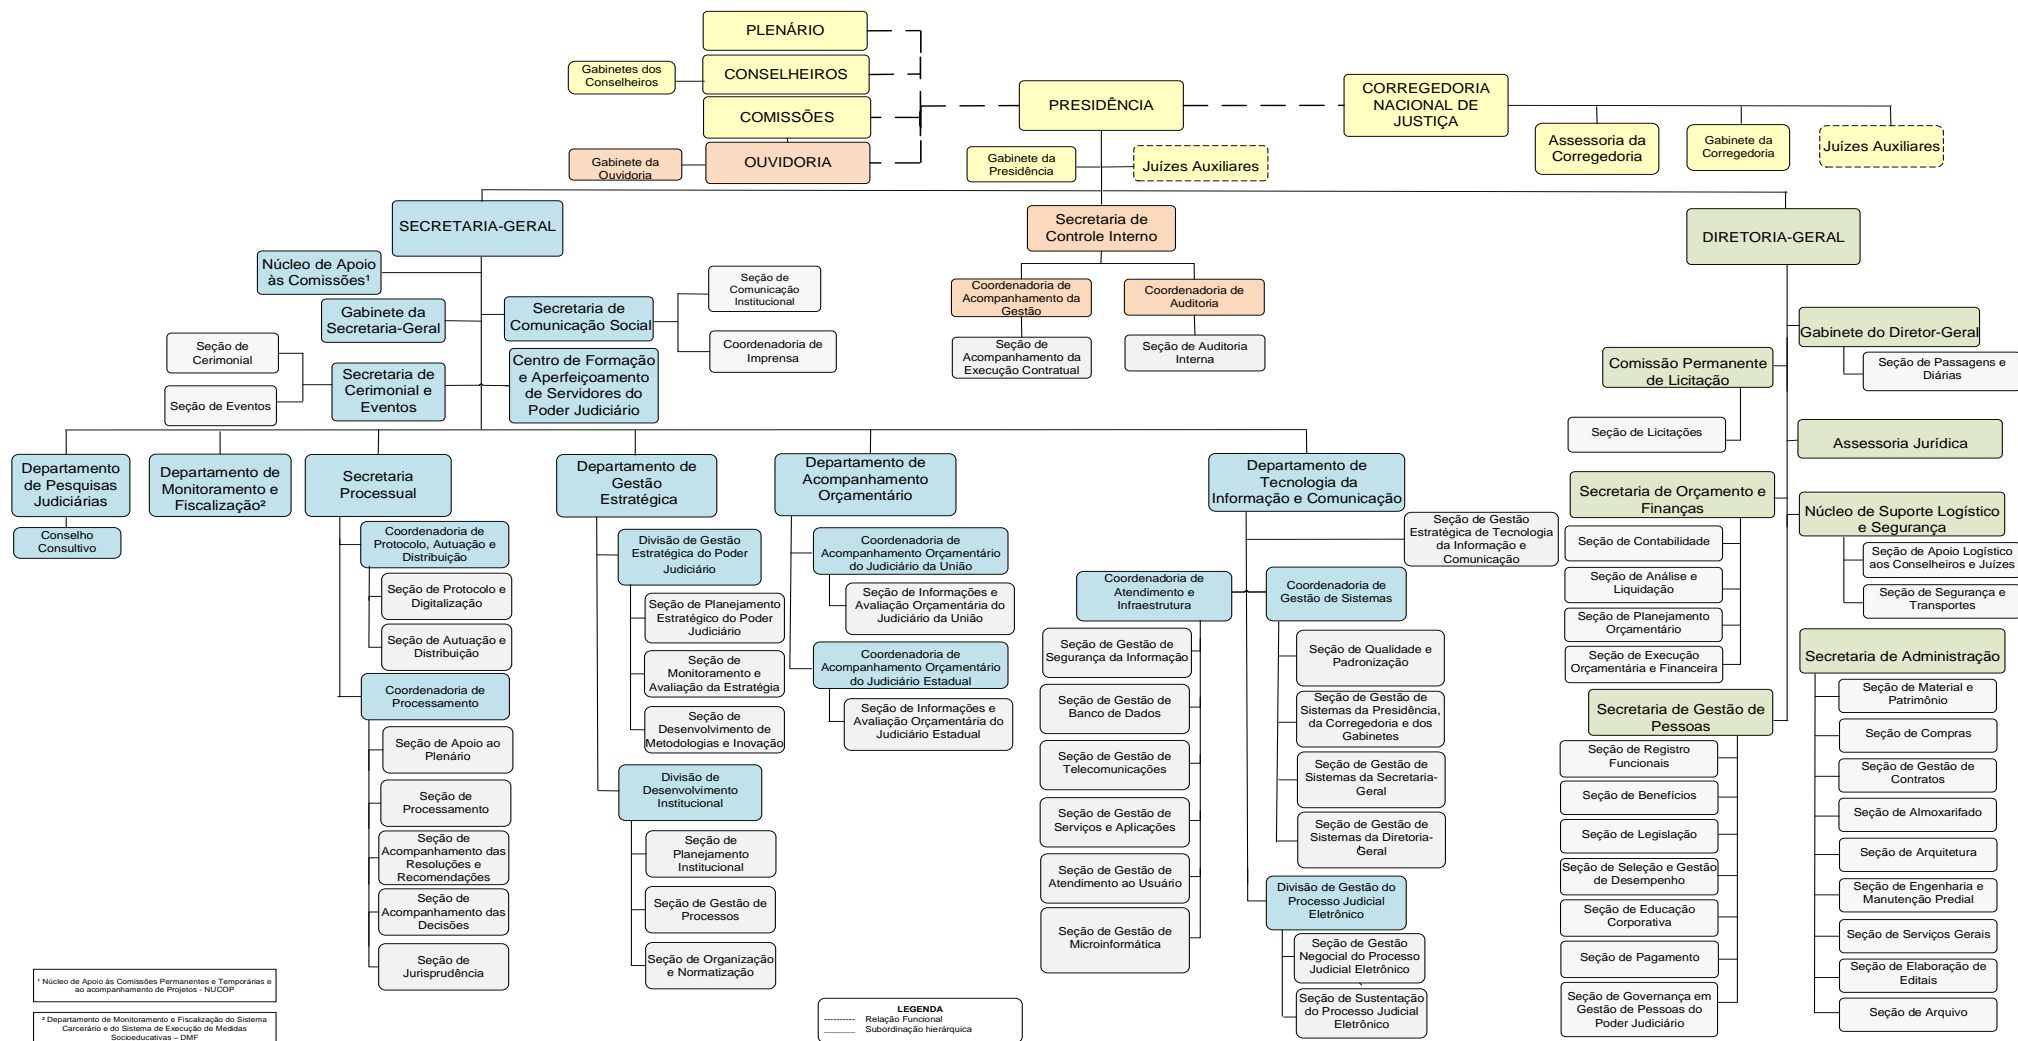 PLENÁRIO
Gabinetes dos
Conselheiros
CONSELHEIROS
COMISSÕES
Gabinete da
Ouvidoria
OUVIDORIA
PRESIDÊNCIA
Gabinete da
Presidência
Juízes Auxiliares
CORREGEDORIA
NACIONAL DE
JUSTIÇA
Assessoria da
Corregedoria
Gabinete da
Corregedoria
Juízes Auxiliares
SECRETARIA-GERAL
Núcleo de Apoio
às Comissões¹
Gabinete da
Secretaria-Geral
Secretaria de
Comunicação Social
Seção de
Comunicação
Institucional
Coordenadoria de
Imprensa
Seção de
Cerimonial
Seção de Eventos
Secretaria de
Cerimonial e
Eventos
Centro de Formação
e Aperfeiçoamento
de Servidores do
Poder Judiciário
Secretaria de
Controle Interno
Coordenadoria de
Acompanhamento da
Gestão
Seção de
Acompanhamento da
Execução Contratual
Coordenadoria de
Auditoria
Seção de Auditoria
Interna
DIRETORIA-GERAL
Gabinete do Diretor-Geral
Seção de Passagens e
Diárias
Comissão Permanente
de Licitação
Seção de Licitações
Assessoria Jurídica
Secretaria de Orçamento e
Finanças
Seção de Contabilidade
Seção de Análise e
Liquidação
Seção de Planejamento
Orçamentário
Seção de Execução
Orçamentária e Financeira
Núcleo de Suporte Logístico
e Segurança
Seção de Apoio Logístico
aos Conselheiros e Juízes
Seção de Segurança e
Transportes
Secretaria de Gestão de
Pessoas
Seção de Registro
Funcionais
Seção de Benefícios
Seção de Legislação
Seção de Seleção e Gestão
de Desempenho
Seção de Educação
Corporativa
Seção de Pagamento
Seção de Governança em
Gestão de Pessoas do
Poder Judiciário
Secretaria de Administração
Seção de Material e
Patrimônio
Seção de Compras
Seção de Gestão de
Contratos
Seção de Almoxarifado
Seção de Arquitetura
Seção de Engenharia e
Manutenção Predial
Seção de Serviços Gerais
Seção de Elaboração de
Editais
Seção de Arquivo
Departamento
de Pesquisas
Judiciárias
Conselho
Consultivo
Departamento de
Monitoramento e
Fiscalização²
Secretaria
Processual
Coordenadoria de
Protocolo, Autuação e
Distribuição
Seção de Protocolo e
Digitalização
Seção de Autuação e
Distribuição
Coordenadoria de
Processamento
Seção de Apoio ao
Plenário
Seção de
Processamento
Seção de
Acompanhamento das
Resoluções e
Recomendações
Seção de
Acompanhamento das
Decisões
Seção de
Jurisprudência
Departamento de
Gestão
Estratégica
Divisão de Gestão
Estratégica do Poder
Judiciário
Seção de Planejamento
Estratégico do Poder
Judiciário
Seção de
Monitoramento e
Avaliação da Estratégia
Seção de
Desenvolvimento de
Metodologias e Inovação
Divisão de
Desenvolvimento
Institucional
Seção de
Planejamento
Institucional
Seção de Gestão de
Processos
Seção de Organização
e Normatização
Departamento de
Acompanhamento
Orçamentário
Coordenadoria de
Acompanhamento Orçamentário
do Judiciário da União
Seção de Informações e
Avaliação Orçamentária do
Judiciário da União
Coordenadoria de
Acompanhamento Orçamentário
do Judiciário Estadual
Seção de Informações e
Avaliação Orçamentária do
Judiciário Estadual
Departamento de
Tecnologia da
Informação e Comunicação
Seção de Gestão
Estratégica de Tecnologia
da Informação e
Comunicação
Coordenadoria de
Atendimento e
Infraestrutura
Seção de Gestão de
Segurança da Informação
Seção de Gestão de
Banco de Dados
Seção de Gestão de
Telecomunicações
Seção de Gestão de
Serviços e Aplicações
Seção de Gestão de
Atendimento ao Usuário
Seção de Gestão de
Microinformática
Coordenadoria de
Gestão de Sistemas
Seção de Qualidade e
Padronização
Seção de Gestão de
Sistemas da Presidência,
da Corregedoria e dos
Gabinetes
Seção de Gestão de
Sistemas da Secretaria-
Geral
Seção de Gestão de
Sistemas da Diretoria-
Geral
Divisão de Gestão do
Processo Judicial
Eletrônico
Seção de Gestão
Negocial do Processo
Judicial Eletrônico
Seção de Sustentação
do Processo Judicial
Eletrônico
¹ Núcleo de Apoio às Comissões Permanentes e Temporárias e
ao acompanhamento de Projetos - NUCOP
² Departamento de Monitoramento e Fiscalização do Sistema
Carcerário e do Sistema de Execução de Medidas
Socioeducativas – DMF
LEGENDA
Relação Funcional
Subordinação hierárquica